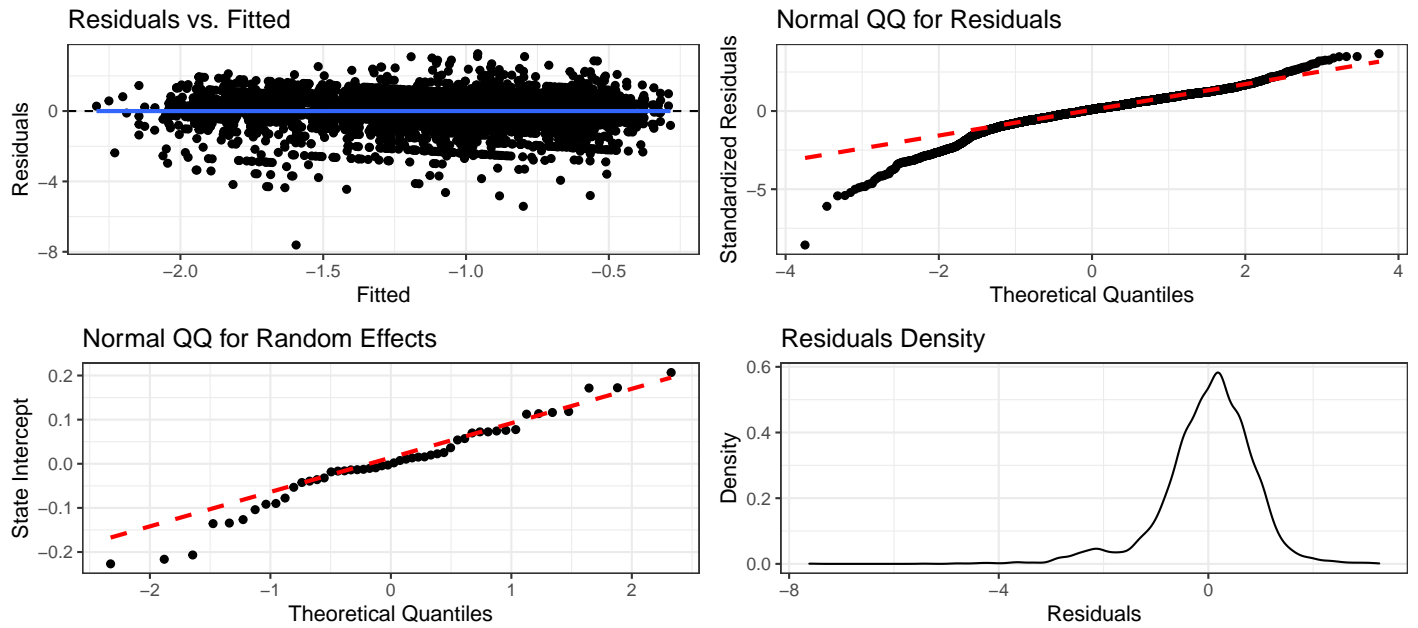 Residuals vs. Fitted
Residuals
0
−4
−8
−2.0
−1.5
−1.0
−0.5
Fitted
Normal QQ for Residuals
Standardized Residuals
0
−5
−4
−2
0
2
4
Theoretical Quantiles
Normal QQ for Random Effects
State Intercept
0.2
0.1
0.0
−0.1
−0.2
−2
−1
0
1
2
Theoretical Quantiles
Residuals Density
Density
0.6
0.4
0.2
0.0
−8
−4
0
Residuals